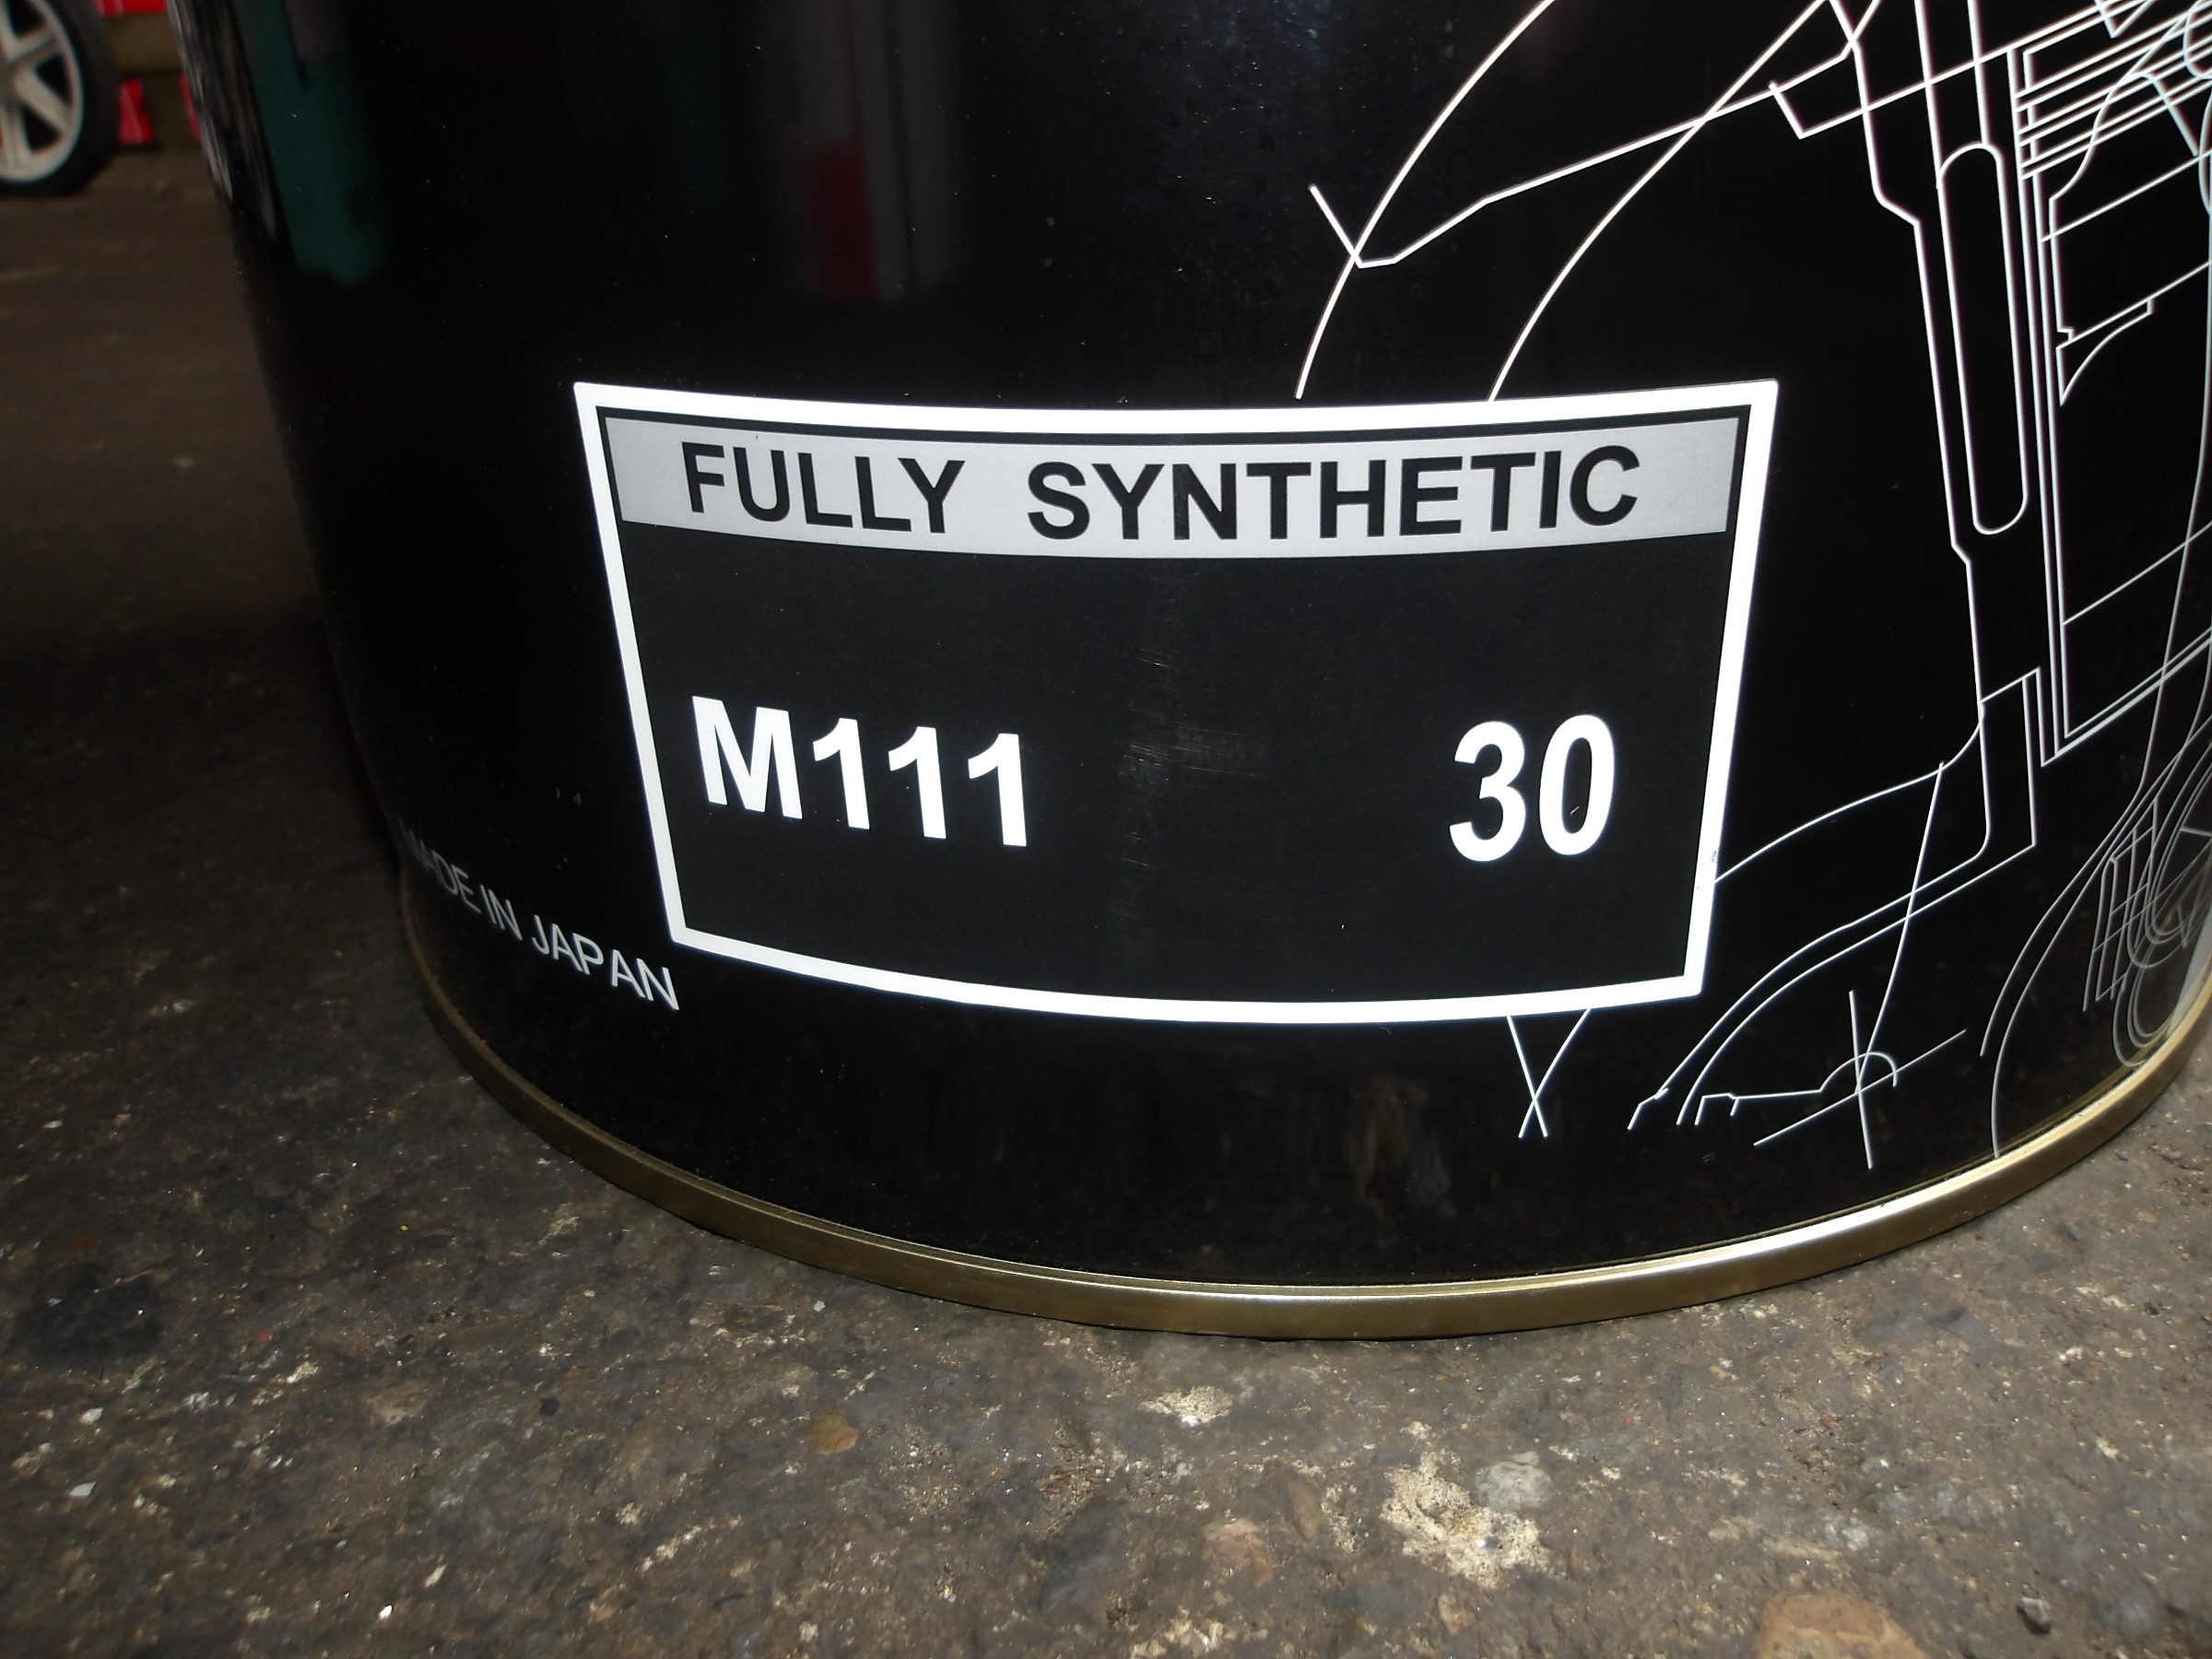 FULLY SYNTHETIC
M111 30
MADE IN JAPAN